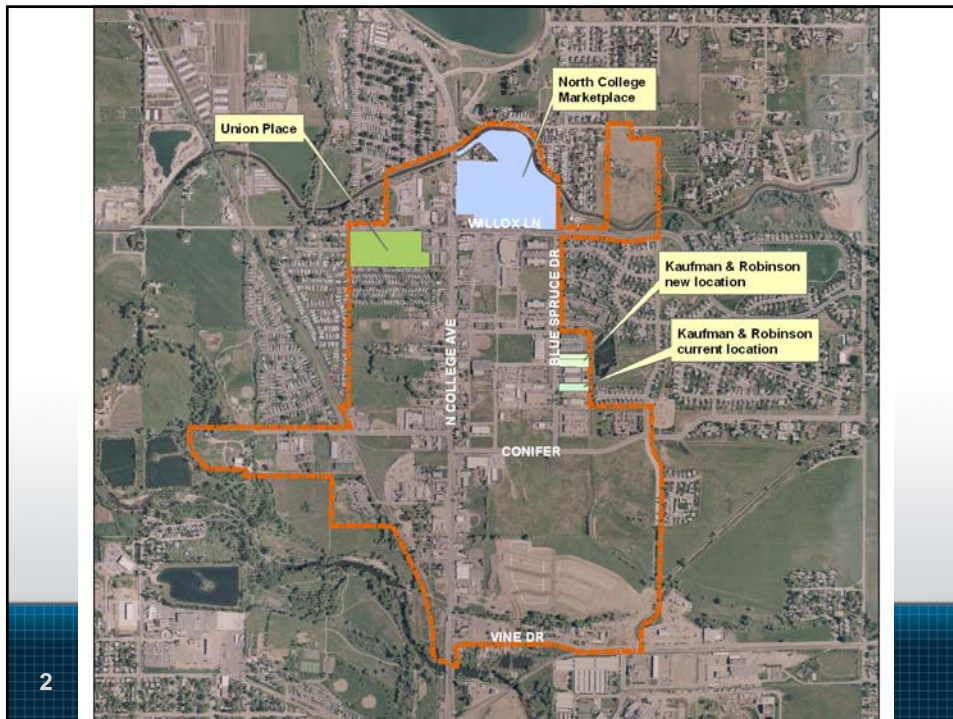 North College
Marketplace
Union Place
WILLOX LN
Kaufman & Robinson
new location
BLUE SPRUCE DR
Kaufman & Robinson
current location
N COLLEGE AVE
CONIFER
VINE DR
2